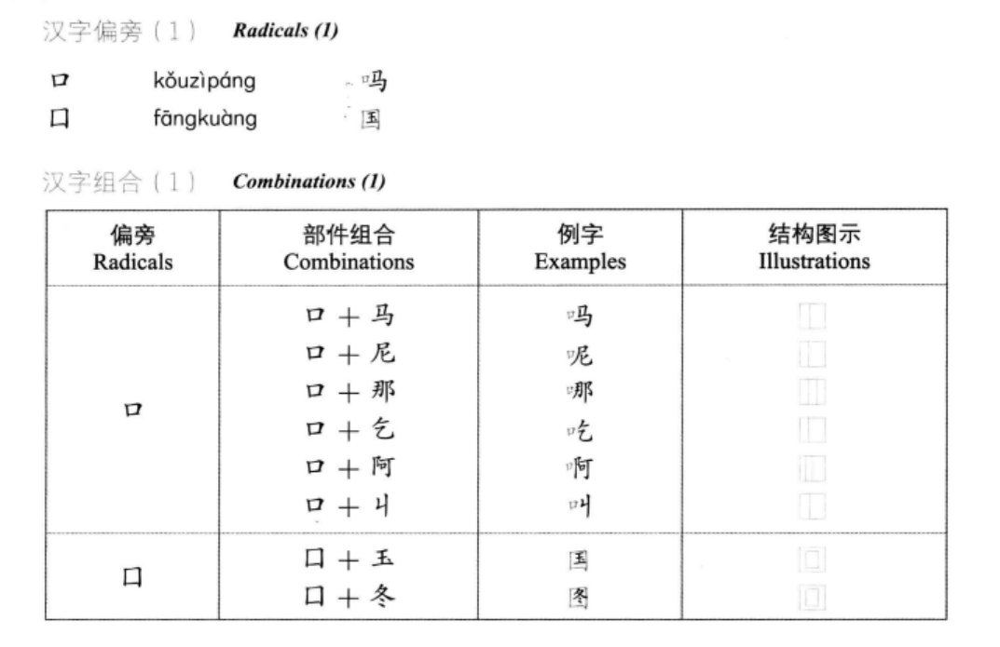 汉字偏旁（1） Radicals (1)
口 kǒuzìpáng 吗
囗 fāngkuàng 国
汉字组合（1） Combinations (1)
偏旁 部件组合 例字 结构图示
Radicals Combinations Examples Illustrations
口 + 马 吗
口 + 尼 呢
口 + 那 哪
口
口 + 乞 吃
口 + 阿 啊
口 + 丩 叫
囗 + 玉 国
囗
囗 + 冬 图